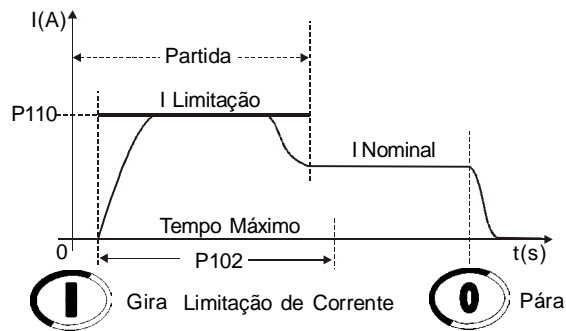 I(A)
Partida
I Limitação
P110
I Nominal
Tempo Máximo
0
t(s)
P102
I Gira Limitação de Corrente 0 Pára